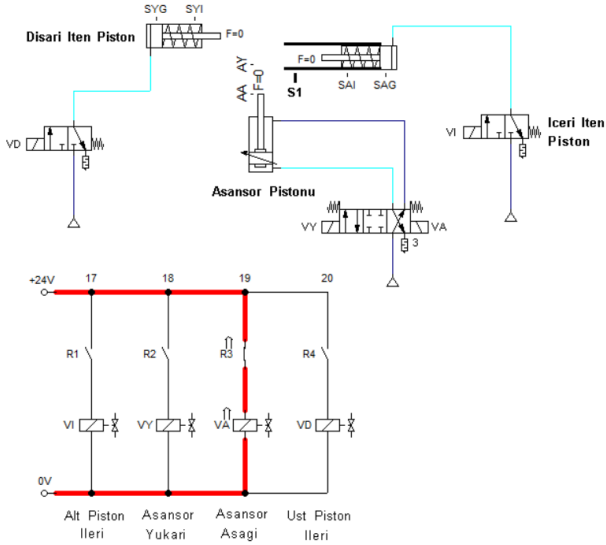 SYG SYI
Disari Iten Piston
F=0
AY
F=0
AA
F=0
S1
SAI SAG
VD
VI
Iceri Iten
Piston
Asansor Pistonu
VY
VA
3
+24V
17
18
19
20
R1
R2
R3
R4
VI
VY
VA
VD
0V
Alt Piston
Ileri
Asansor
Yukari
Asansor
Asagi
Ust Piston
Ileri